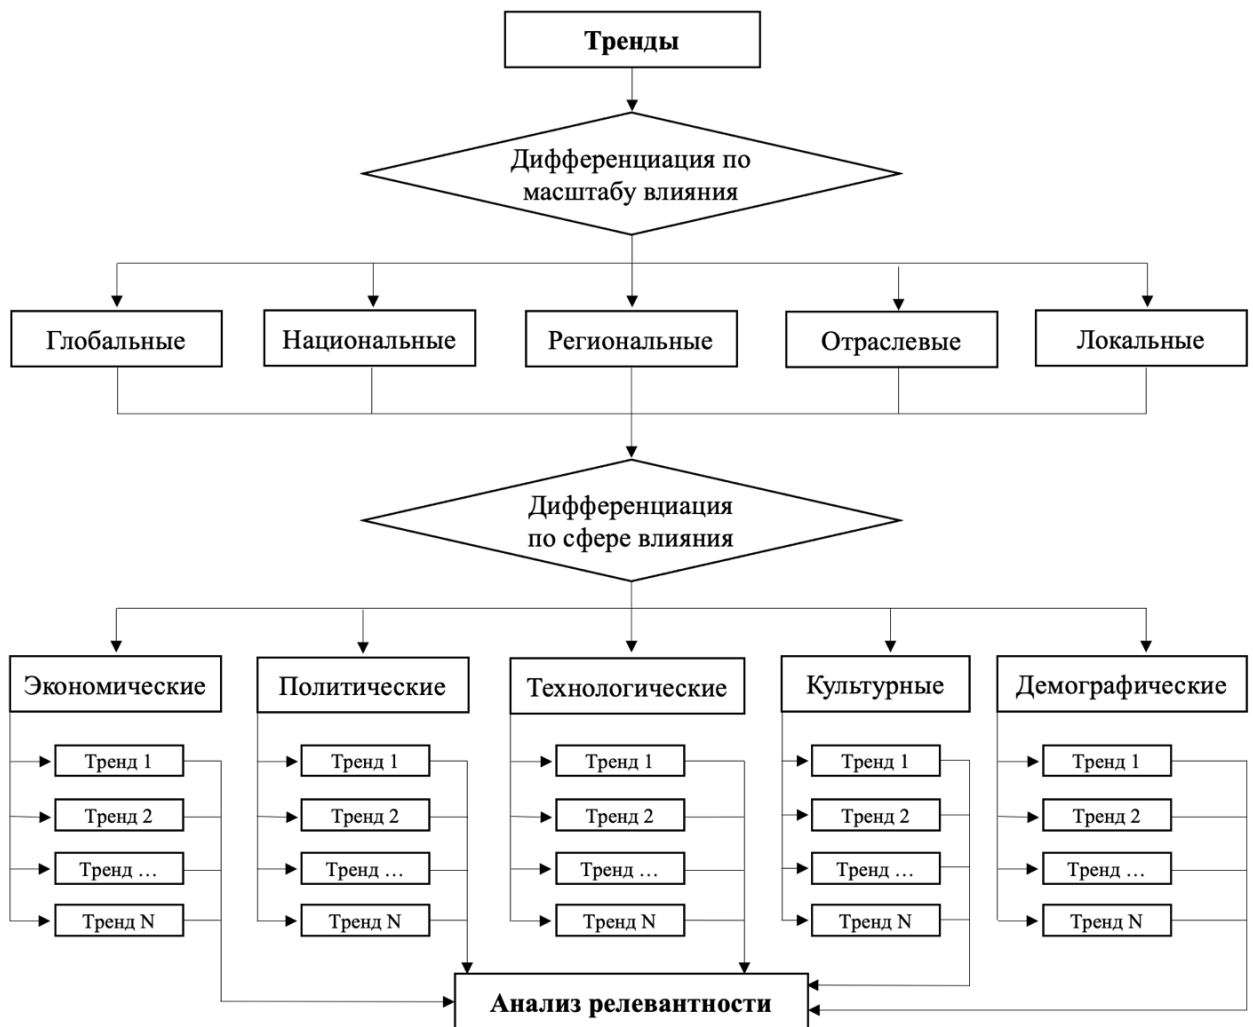 Тренды
Дифференциация по
масштабу влияния
Глобальные
Национальные
Региональные
Отраслевые
Локальные
Дифференциация
по сфере влияния
Экономические
Политические
Технологические
Культурные
Демографические
Тренд 1
Тренд 1
Тренд 1
Тренд 1
Тренд 1
Тренд 2
Тренд 2
Тренд 2
Тренд 2
Тренд 2
Тренд …
Тренд …
Тренд …
Тренд …
Тренд …
Тренд N
Тренд N
Тренд N
Тренд N
Тренд N
Анализ релевантности